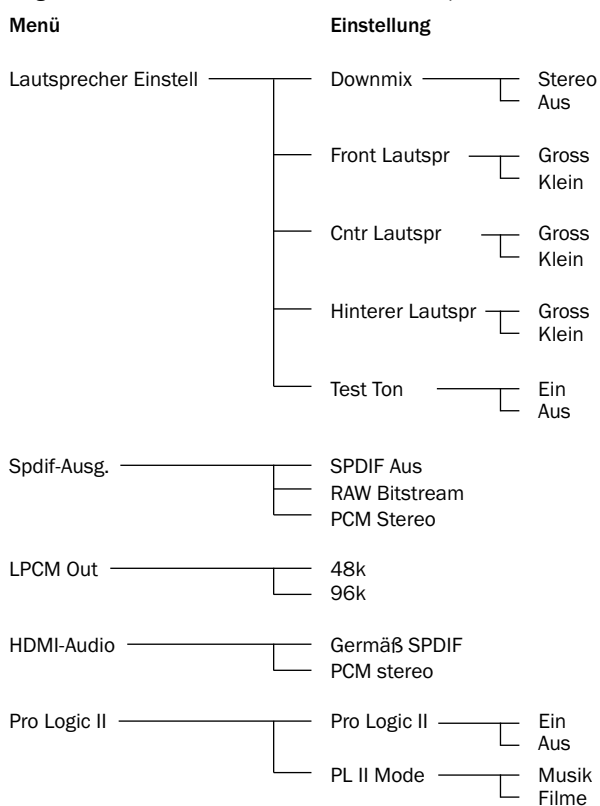 Menü Einstellung
Lautsprecher Einstell Downmix Stereo
Aus
Front Lautspr Gross
Klein
Cntr Lautspr Gross
Klein
Hinterer Lautspr Gross
Klein
Test Ton Ein
Aus
Spdif-Ausg. SPDIF Aus
RAW Bitstream
PCM Stereo
LPCM Out 48k
96k
HDMI-Audio Germäß SPDIF
PCM stereo
Pro Logic II Pro Logic II Ein
Aus
PL II Mode Musik
Filme